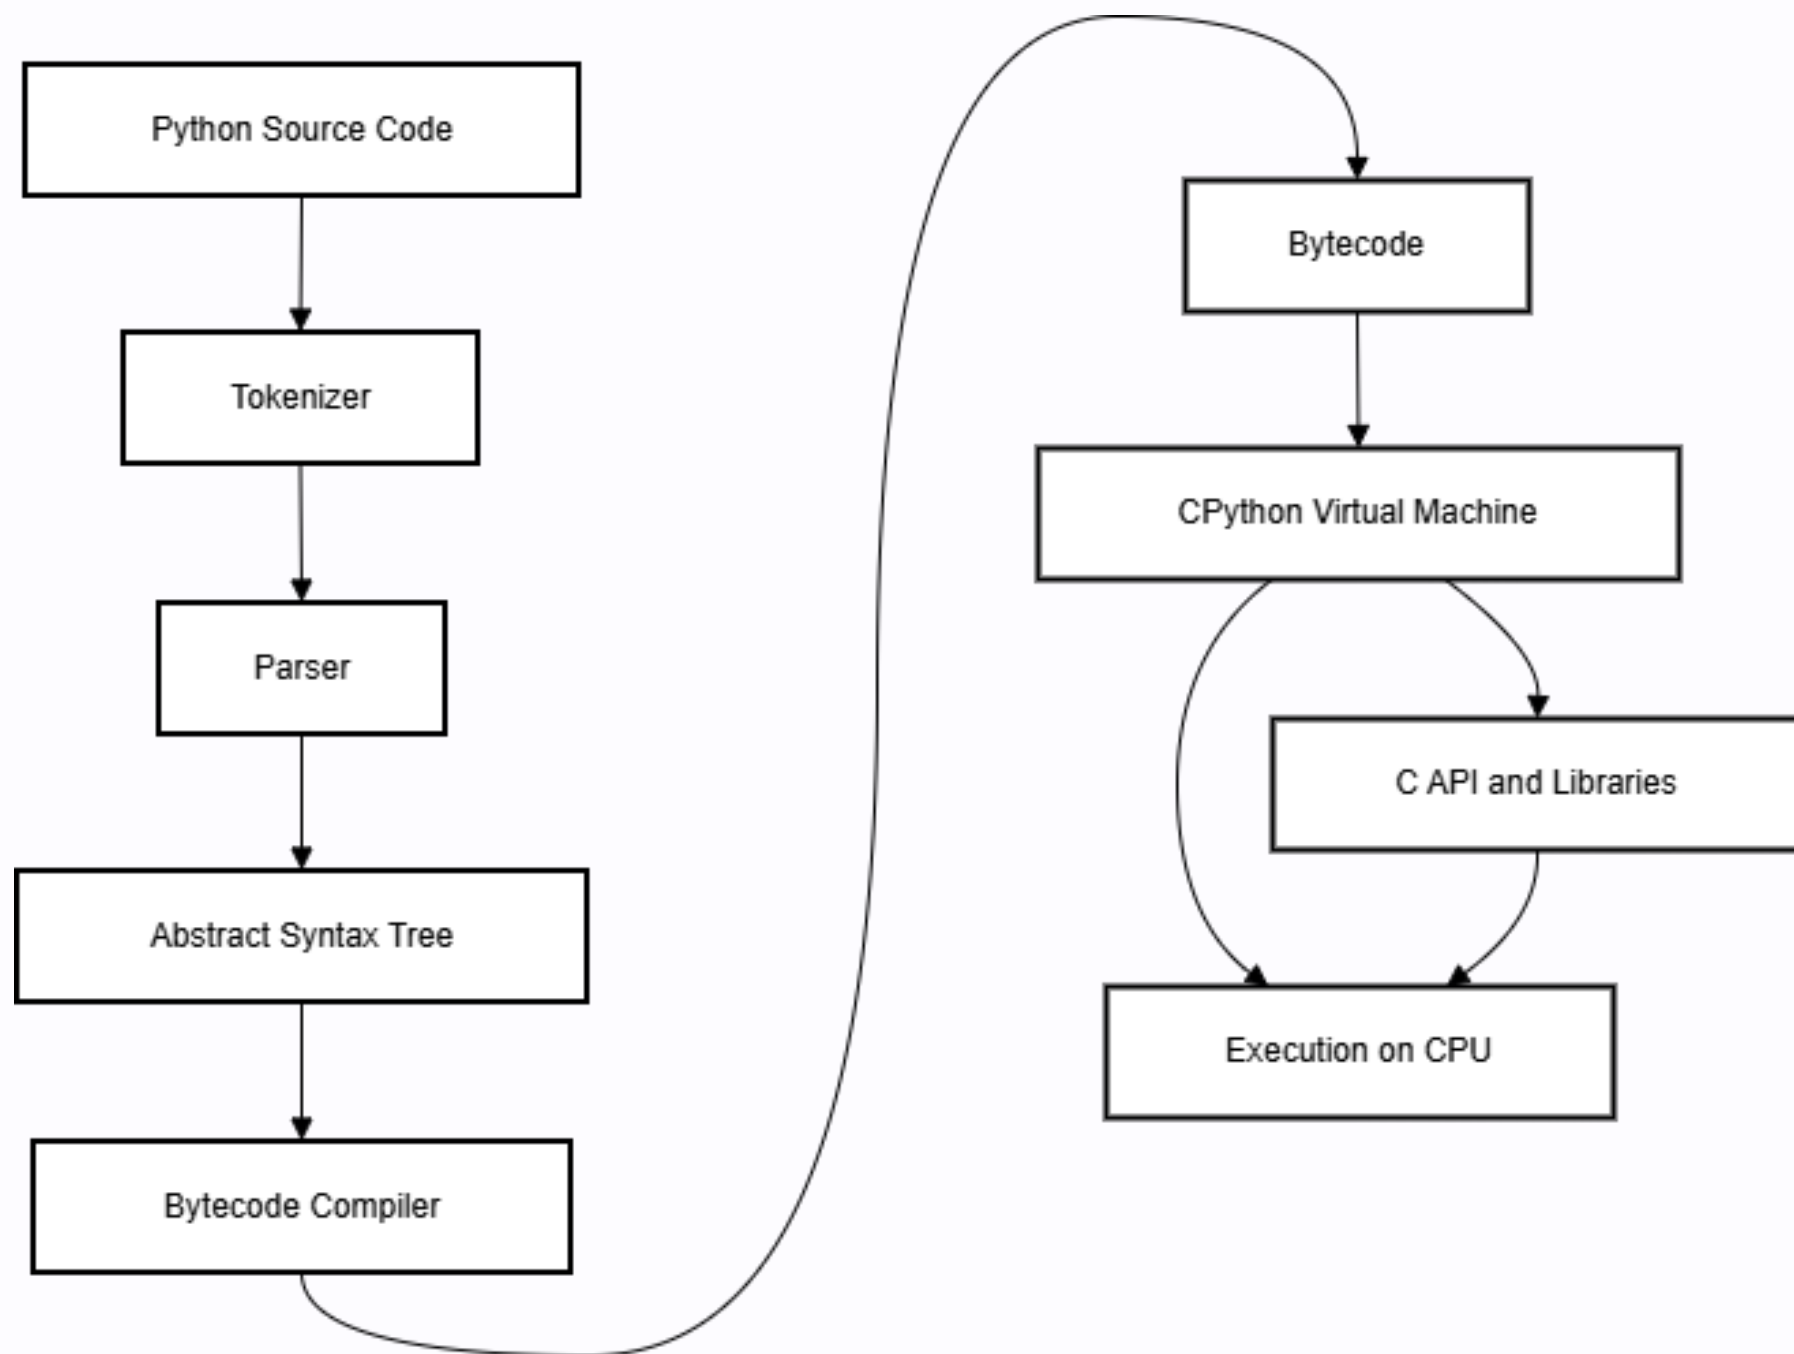 Python Source Code
Tokenizer
Parser
Abstract Syntax Tree
Bytecode Compiler
Bytecode
CPython Virtual Machine
C API and Libraries
Execution on CPU